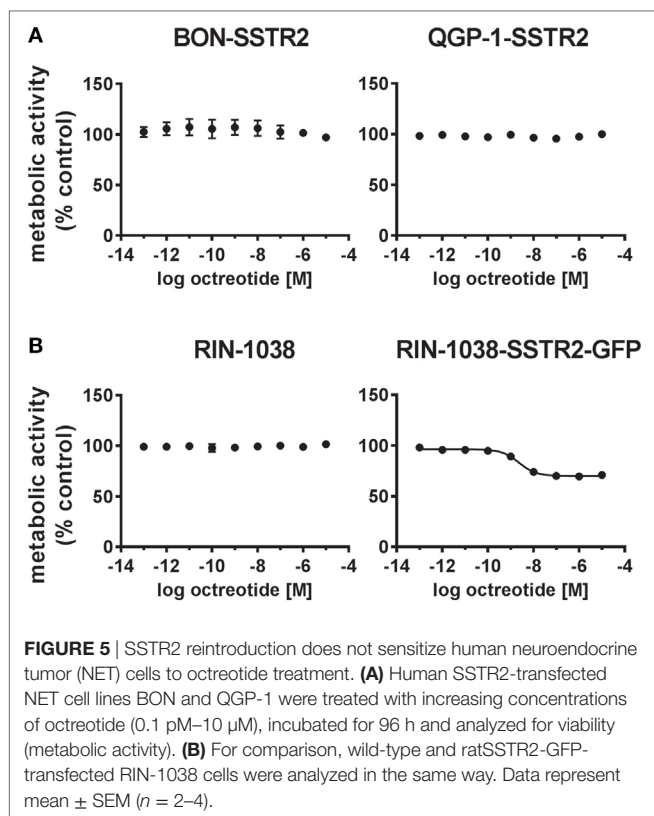 A
BON-SSTR2
QGP-1-SSTR2
metabolic activity
(% control)
150
100
50
0
-14 -12 -10 -8 -6 -4
log octreotide [M]
150
100
50
0
-14 -12 -10 -8 -6 -4
log octreotide [M]
B
RIN-1038
RIN-1038-SSTR2-GFP
metabolic activity
(% control)
150
100
50
0
-14 -12 -10 -8 -6 -4
log octreotide [M]
150
100
50
0
-14 -12 -10 -8 -6 -4
log octreotide [M]
FIGURE 5 | SSTR2 reintroduction does not sensitize human neuroendocrine
tumor (NET) cells to octreotide treatment. (A) Human SSTR2-transfected
NET cell lines BON and QGP-1 were treated with increasing concentrations
of octreotide (0.1 pM–10 µM), incubated for 96 h and analyzed for viability
(metabolic activity). (B) For comparison, wild-type and ratSSTR2-GFP-
transfected RIN-1038 cells were analyzed in the same way. Data represent
mean ± SEM (n = 2–4).